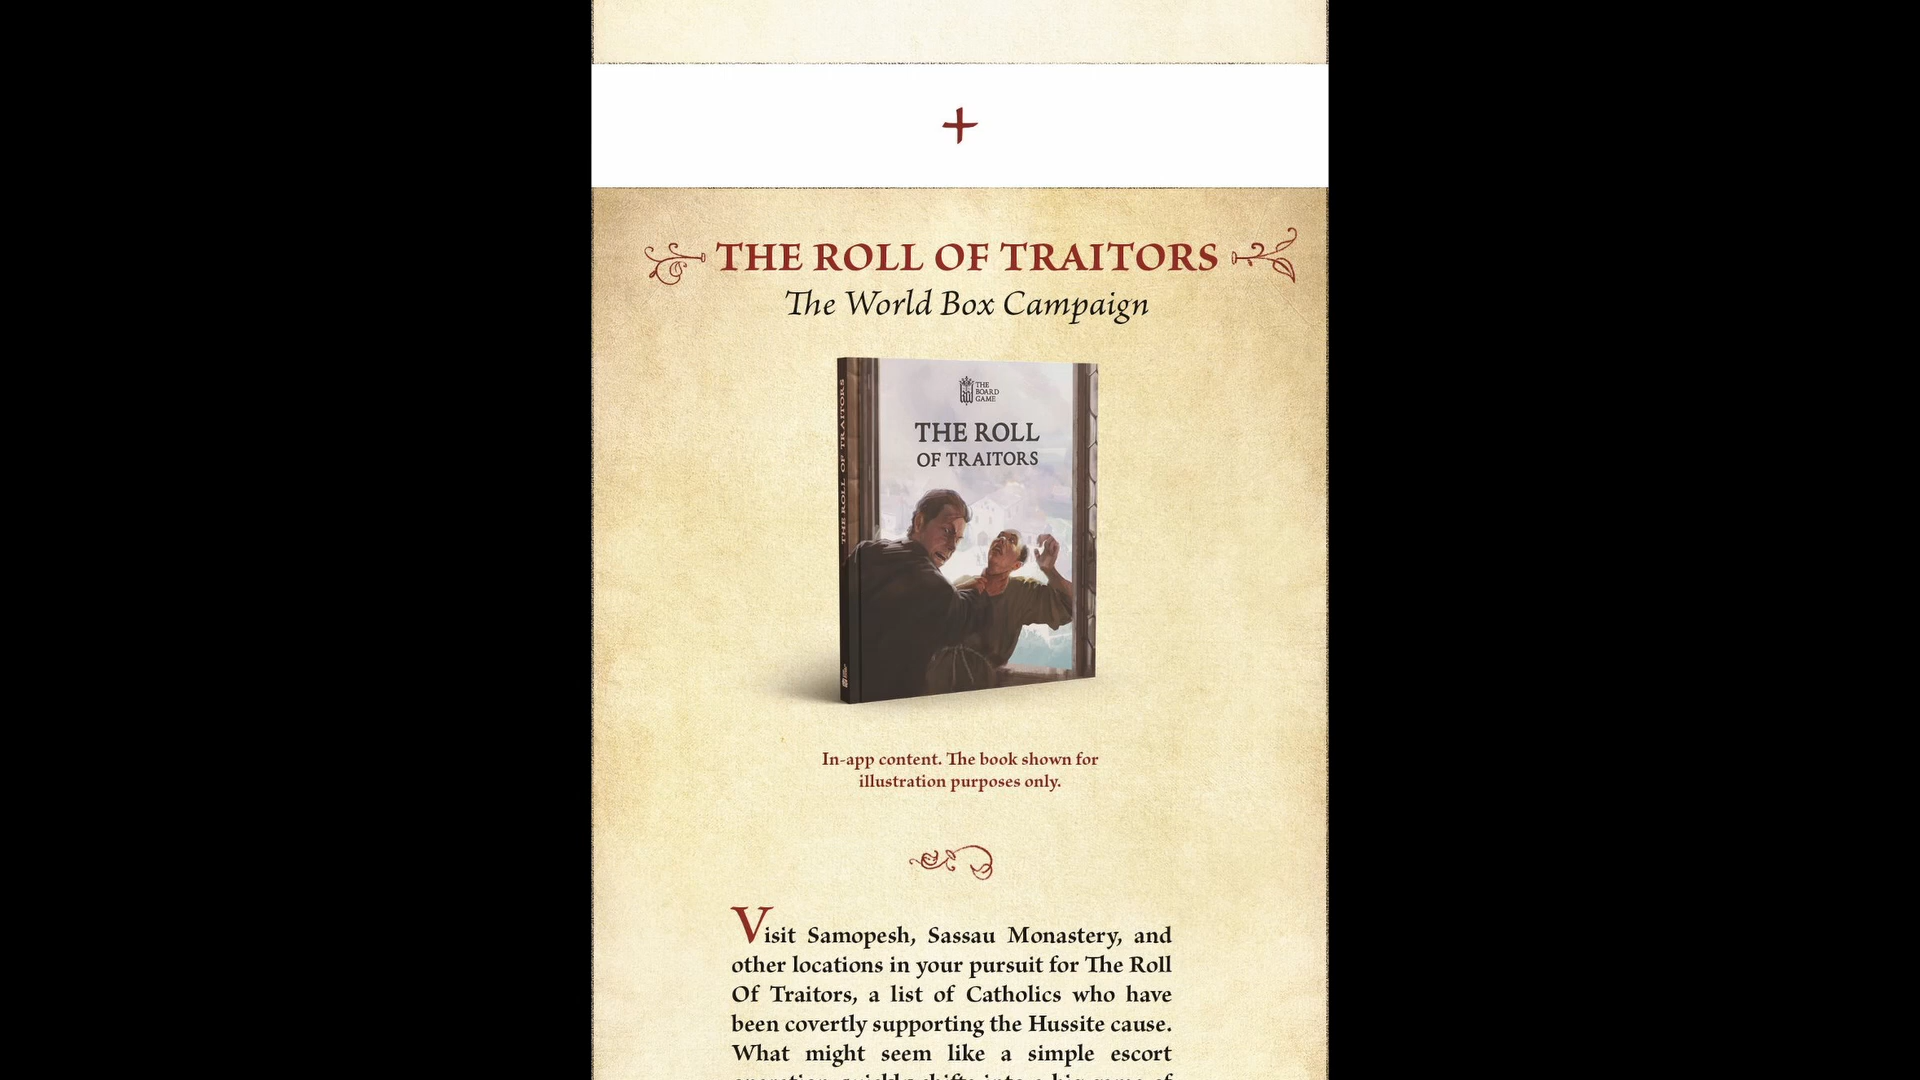 THE ROLL OF TRAITORS
The World Box Campaign
THE
BOARD
GAME
THE ROLL
OF TRAITORS
THE ROLL OF TRAITORS
In-app content. The book shown for
illustration purposes only.
Visit Samopesh, Sassau Monastery, and
other locations in your pursuit for The Roll
Of Traitors, a list of Catholics who have
been covertly supporting the Hussite cause.
What might seem like a simple escort